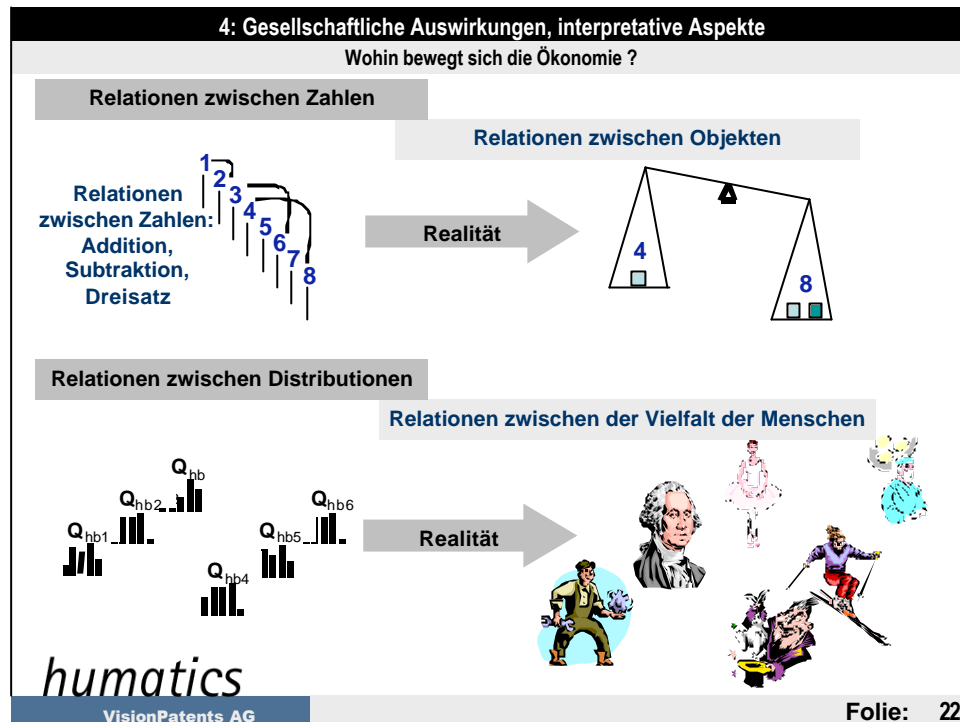 4: Gesellschaftliche Auswirkungen, interpretative Aspekte
Wohin bewegt sich die Ökonomie ?
Relationen zwischen Zahlen
Relationen zwischen Objekten
Relationen
zwischen Zahlen:
Addition,
Subtraktion,
Dreisatz
1
2
3
4
5
6
7
8
Realität
4
8
Relationen zwischen Distributionen
Relationen zwischen der Vielfalt der Menschen
Qhb
Qhb2
Qhb6
Qhb1
Qhb5
Qhb4
Realität
humatics
VisionPatents AG
Folie: 22